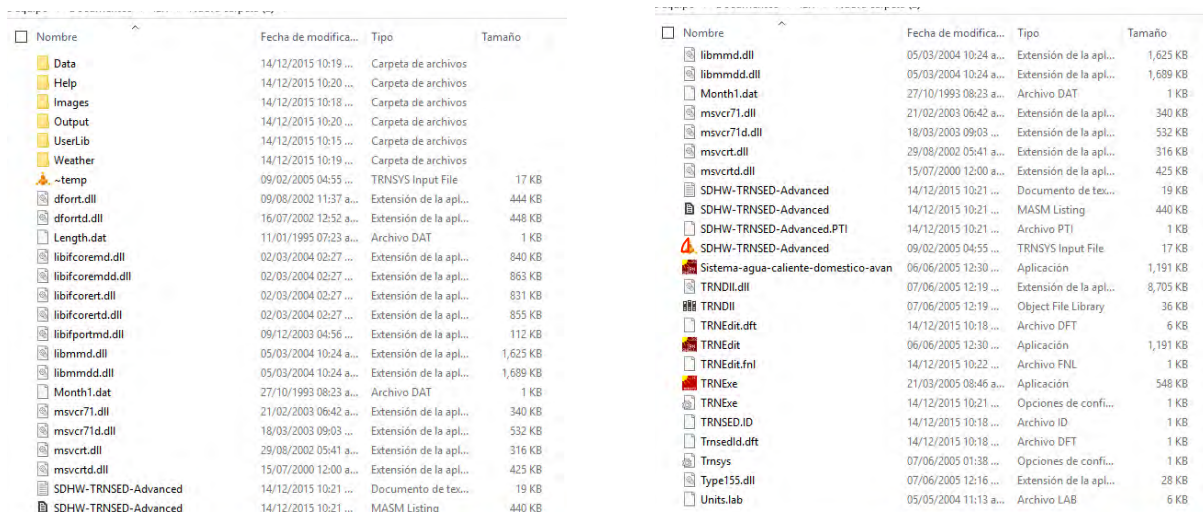 Nombre Fecha de modifica... Tipo Tamaño
Data 14/12/2015 10:19 ... Carpeta de archivos
Help 14/12/2015 10:20 ... Carpeta de archivos
Images 14/12/2015 10:18 ... Carpeta de archivos
Output 14/12/2015 10:20 ... Carpeta de archivos
UserLib 14/12/2015 10:15 ... Carpeta de archivos
Weather 14/12/2015 10:19 ... Carpeta de archivos
~temp 09/02/2005 04:55 ... TRNSYS Input File 17 KB
dforrt.dll 09/08/2002 11:37 a... Extensión de la apl... 444 KB
dforrtd.dll 16/07/2002 12:52 a... Extensión de la apl... 448 KB
Length.dat 11/01/1995 07:23 a... Archivo DAT 1 KB
libifcoremd.dll 02/03/2004 02:27 ... Extensión de la apl... 840 KB
libifcoremdd.dll 02/03/2004 02:27 ... Extensión de la apl... 863 KB
libifcorert.dll 02/03/2004 02:27 ... Extensión de la apl... 831 KB
libifcorertd.dll 02/03/2004 02:27 ... Extensión de la apl... 855 KB
libifportmd.dll 09/12/2003 04:56 ... Extensión de la apl... 112 KB
libmmd.dll 05/03/2004 10:24 a... Extensión de la apl... 1,625 KB
libmmdd.dll 05/03/2004 10:24 a... Extensión de la apl... 1,689 KB
Month1.dat 27/10/1993 08:23 a... Archivo DAT 1 KB
msvcr71.dll 21/02/2003 06:42 a... Extensión de la apl... 340 KB
msvcr71d.dll 18/03/2003 09:03 ... Extensión de la apl... 532 KB
msvcrt.dll 29/08/2002 05:41 a... Extensión de la apl... 316 KB
msvcrtd.dll 15/07/2000 12:00 a... Extensión de la apl... 425 KB
SDHW-TRNSED-Advanced 14/12/2015 10:21 ... Documento de tex... 19 KB
SDHW-TRNSED-Advanced 14/12/2015 10:21 ... MASM Listing 440 KB
Nombre Fecha de modifica... Tipo Tamaño
libmmd.dll 05/03/2004 10:24 a... Extensión de la apl... 1,625 KB
libmmdd.dll 05/03/2004 10:24 a... Extensión de la apl... 1,689 KB
Month1.dat 27/10/1993 08:23 a... Archivo DAT 1 KB
msvcr71.dll 21/02/2003 06:42 a... Extensión de la apl... 340 KB
msvcr71d.dll 18/03/2003 09:03 ... Extensión de la apl... 532 KB
msvcrt.dll 29/08/2002 05:41 a... Extensión de la apl... 316 KB
msvcrtd.dll 15/07/2000 12:00 a... Extensión de la apl... 425 KB
SDHW-TRNSED-Advanced 14/12/2015 10:21 ... Documento de tex... 19 KB
SDHW-TRNSED-Advanced 14/12/2015 10:21 ... MASM Listing 440 KB
SDHW-TRNSED-Advanced.PTI 14/12/2015 10:21 ... Archivo PTI 1 KB
SDHW-TRNSED-Advanced 09/02/2005 04:55 ... TRNSYS Input File 17 KB
Sistema-agua-caliente-domestico-avan 06/06/2005 12:30 ... Aplicación 1,191 KB
TRNDll.dll 07/06/2005 12:19 ... Extensión de la apl... 8,705 KB
TRNDll 07/06/2005 12:19 ... Object File Library 36 KB
TRNEdit.dft 14/12/2015 10:18 ... Archivo DFT 6 KB
TRNEdit 06/06/2005 12:30 ... Aplicación 1,191 KB
TRNEdit.fnl 14/12/2015 10:22 ... Archivo FNL 1 KB
TRNExe 21/03/2005 08:46 a... Aplicación 548 KB
TRNExe 14/12/2015 10:21 ... Opciones de confi... 1 KB
TRNSED.ID 14/12/2015 10:18 ... Archivo ID 1 KB
TrnsedId.dft 14/12/2015 10:18 ... Archivo DFT 1 KB
Trnsys 07/06/2005 01:38 ... Opciones de confi... 1 KB
Type155.dll 07/06/2005 12:16 ... Extensión de la apl... 28 KB
Units.lab 05/05/2004 11:13 a... Archivo LAB 6 KB